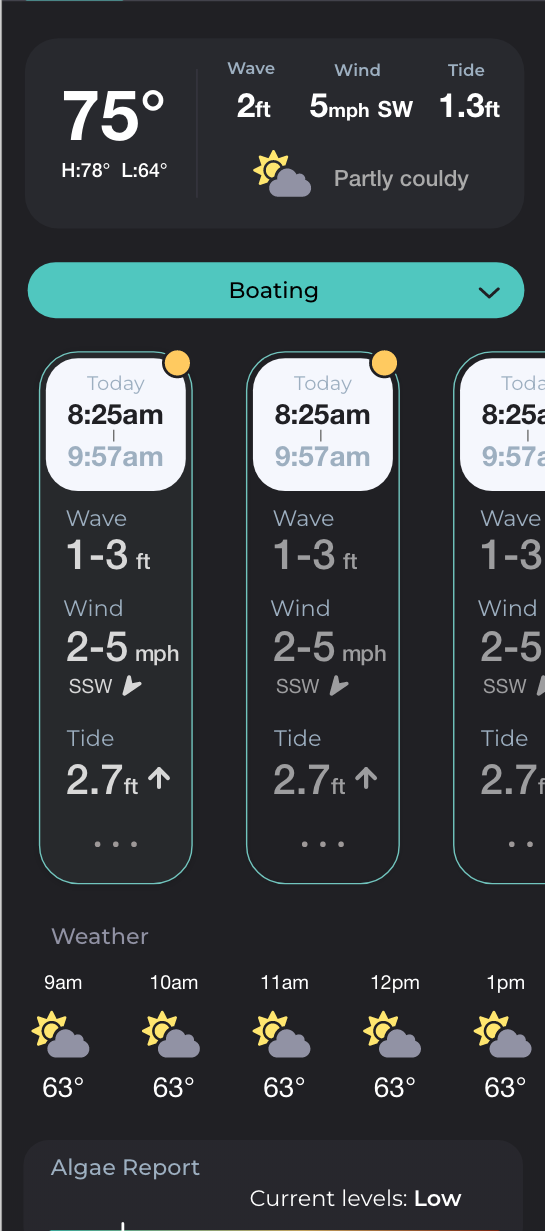 Wave Wind Tide
75° 2ft 5mph SW 1.3ft
H:78° L:64°
Partly couldy
Boating
Today Today Toda
8:25am 8:25am 8:25a
9:57am 9:57am 9:57a
Wave Wave Wave
1-3 ft 1-3 ft 1-3
Wind Wind Wind
2-5 mph 2-5 mph 2-5
SSW SSW SSW
Tide Tide Tide
2.7ft 2.7ft 2.7f
Weather
9am 10am 11am 12pm 1pm
63° 63° 63° 63° 63°
Algae Report
Current levels: Low